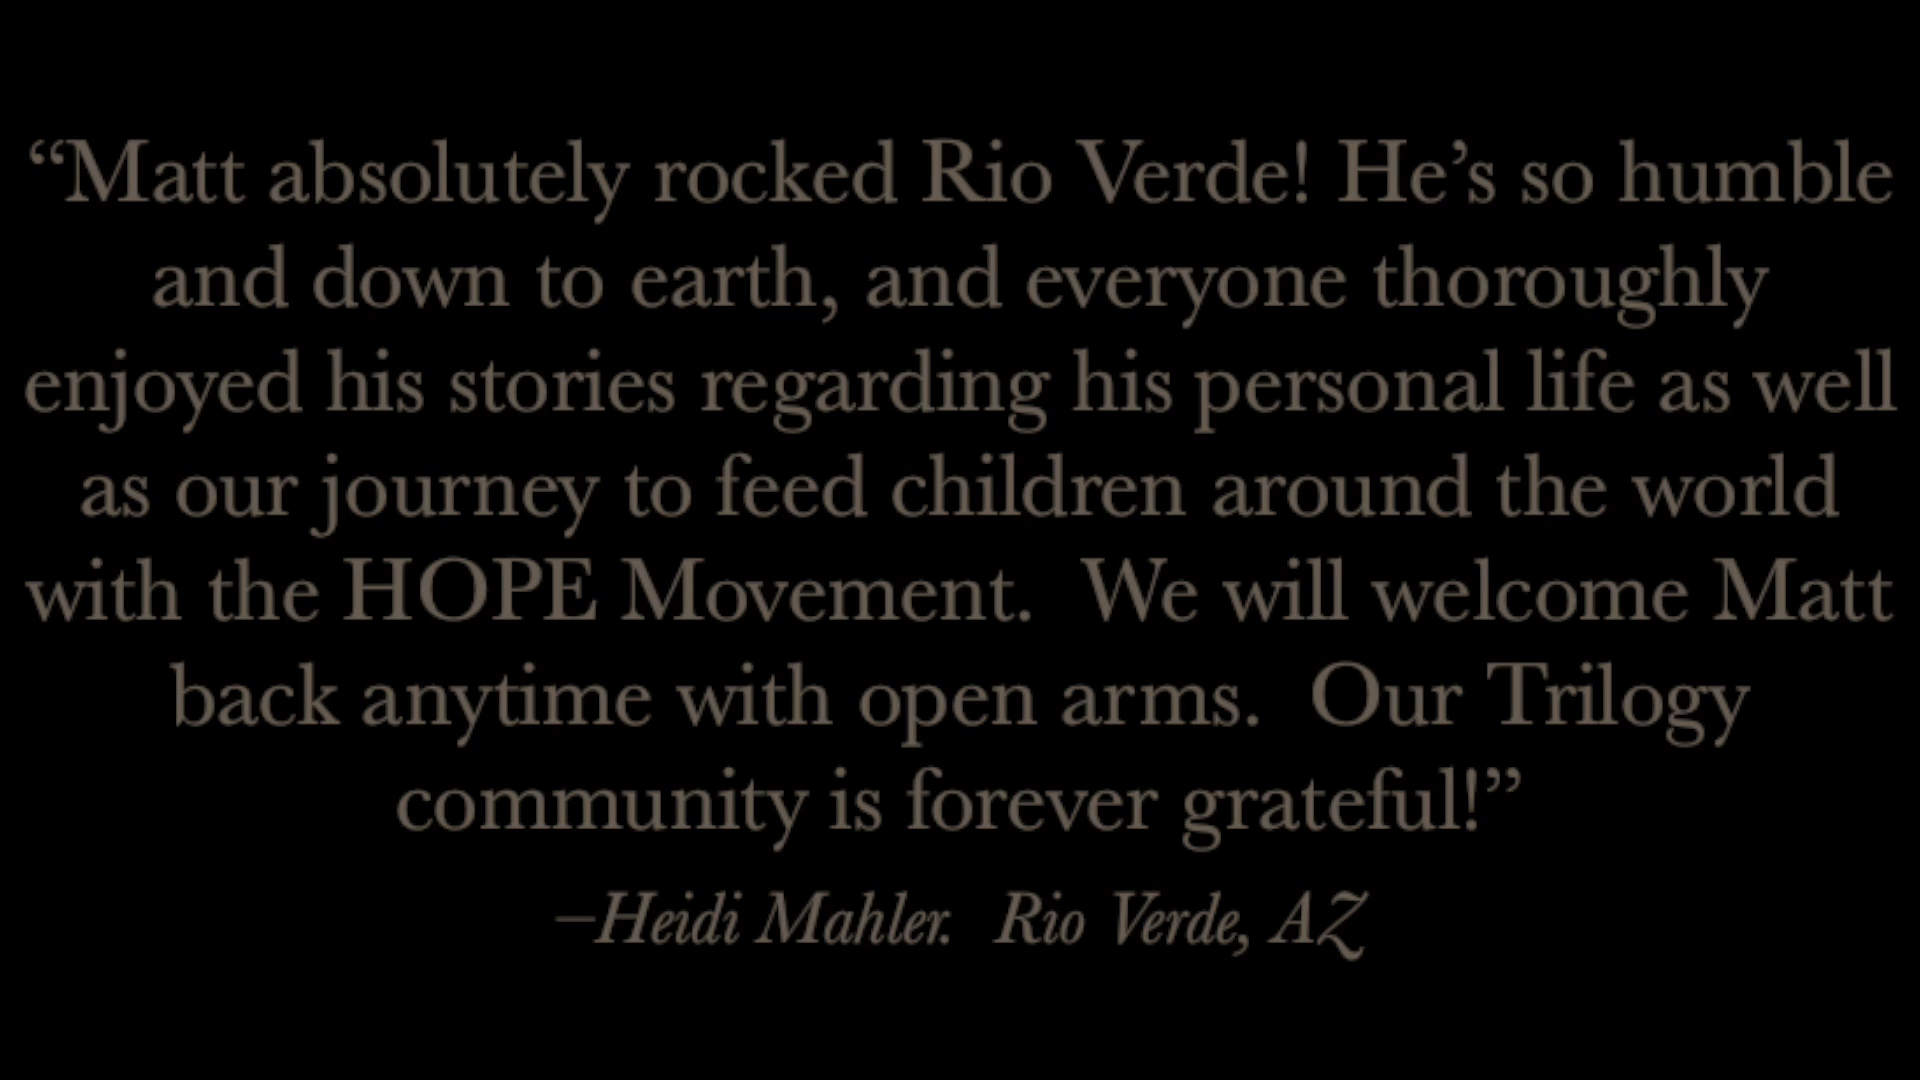 “Matt absolutely rocked Rio Verde! He’s so humble
and down to earth, and everyone thoroughly
enjoyed his stories regarding his personal life as well
as our journey to feed children around the world
with the HOPE Movement.  We will welcome Matt
back anytime with open arms.  Our Trilogy
community is forever grateful!”
–Heidi Mahler.  Rio Verde, AZ